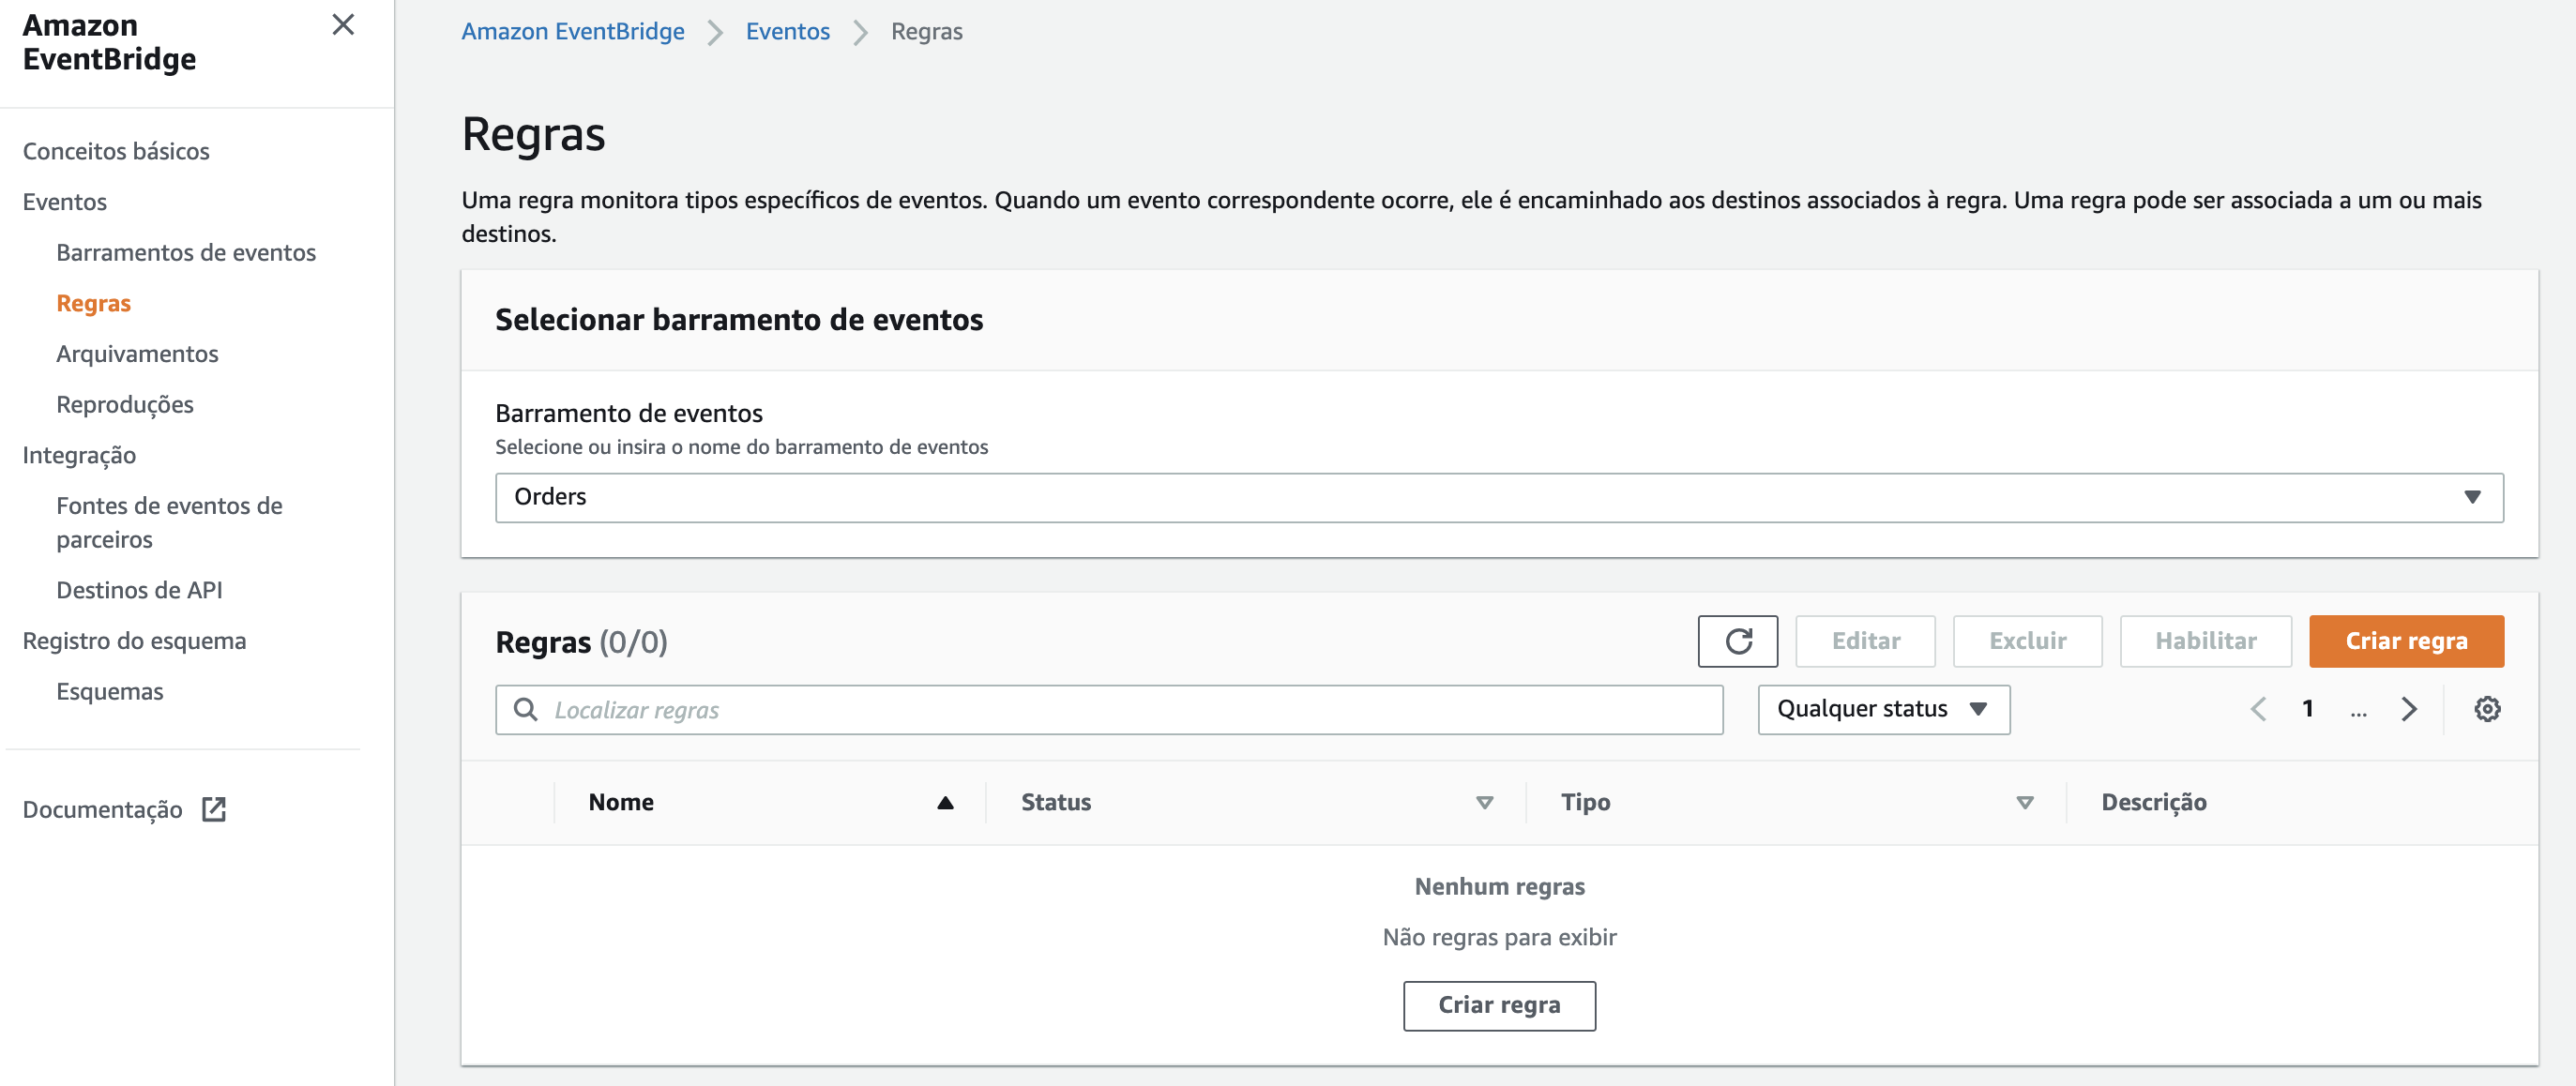 Amazon
EventBridge
Conceitos básicos
Eventos
Barramentos de eventos
Regras
Arquivamentos
Reproduções
Integração
Fontes de eventos de
parceiros
Destinos de API
Registro do esquema
Esquemas
Documentação
Amazon EventBridge Eventos Regras
Regras
Uma regra monitora tipos específicos de eventos. Quando um evento correspondente ocorre, ele é encaminhado aos destinos associados à regra. Uma regra pode ser associada a um ou mais
destinos.
Selecionar barramento de eventos
Barramento de eventos
Selecione ou insira o nome do barramento de eventos
Orders
Regras (0/0) Editar Excluir Habilitar Criar regra
Localizar regras Qualquer status 1 ...
Nome Status Tipo Descrição
Nenhum regras
Não regras para exibir
Criar regra